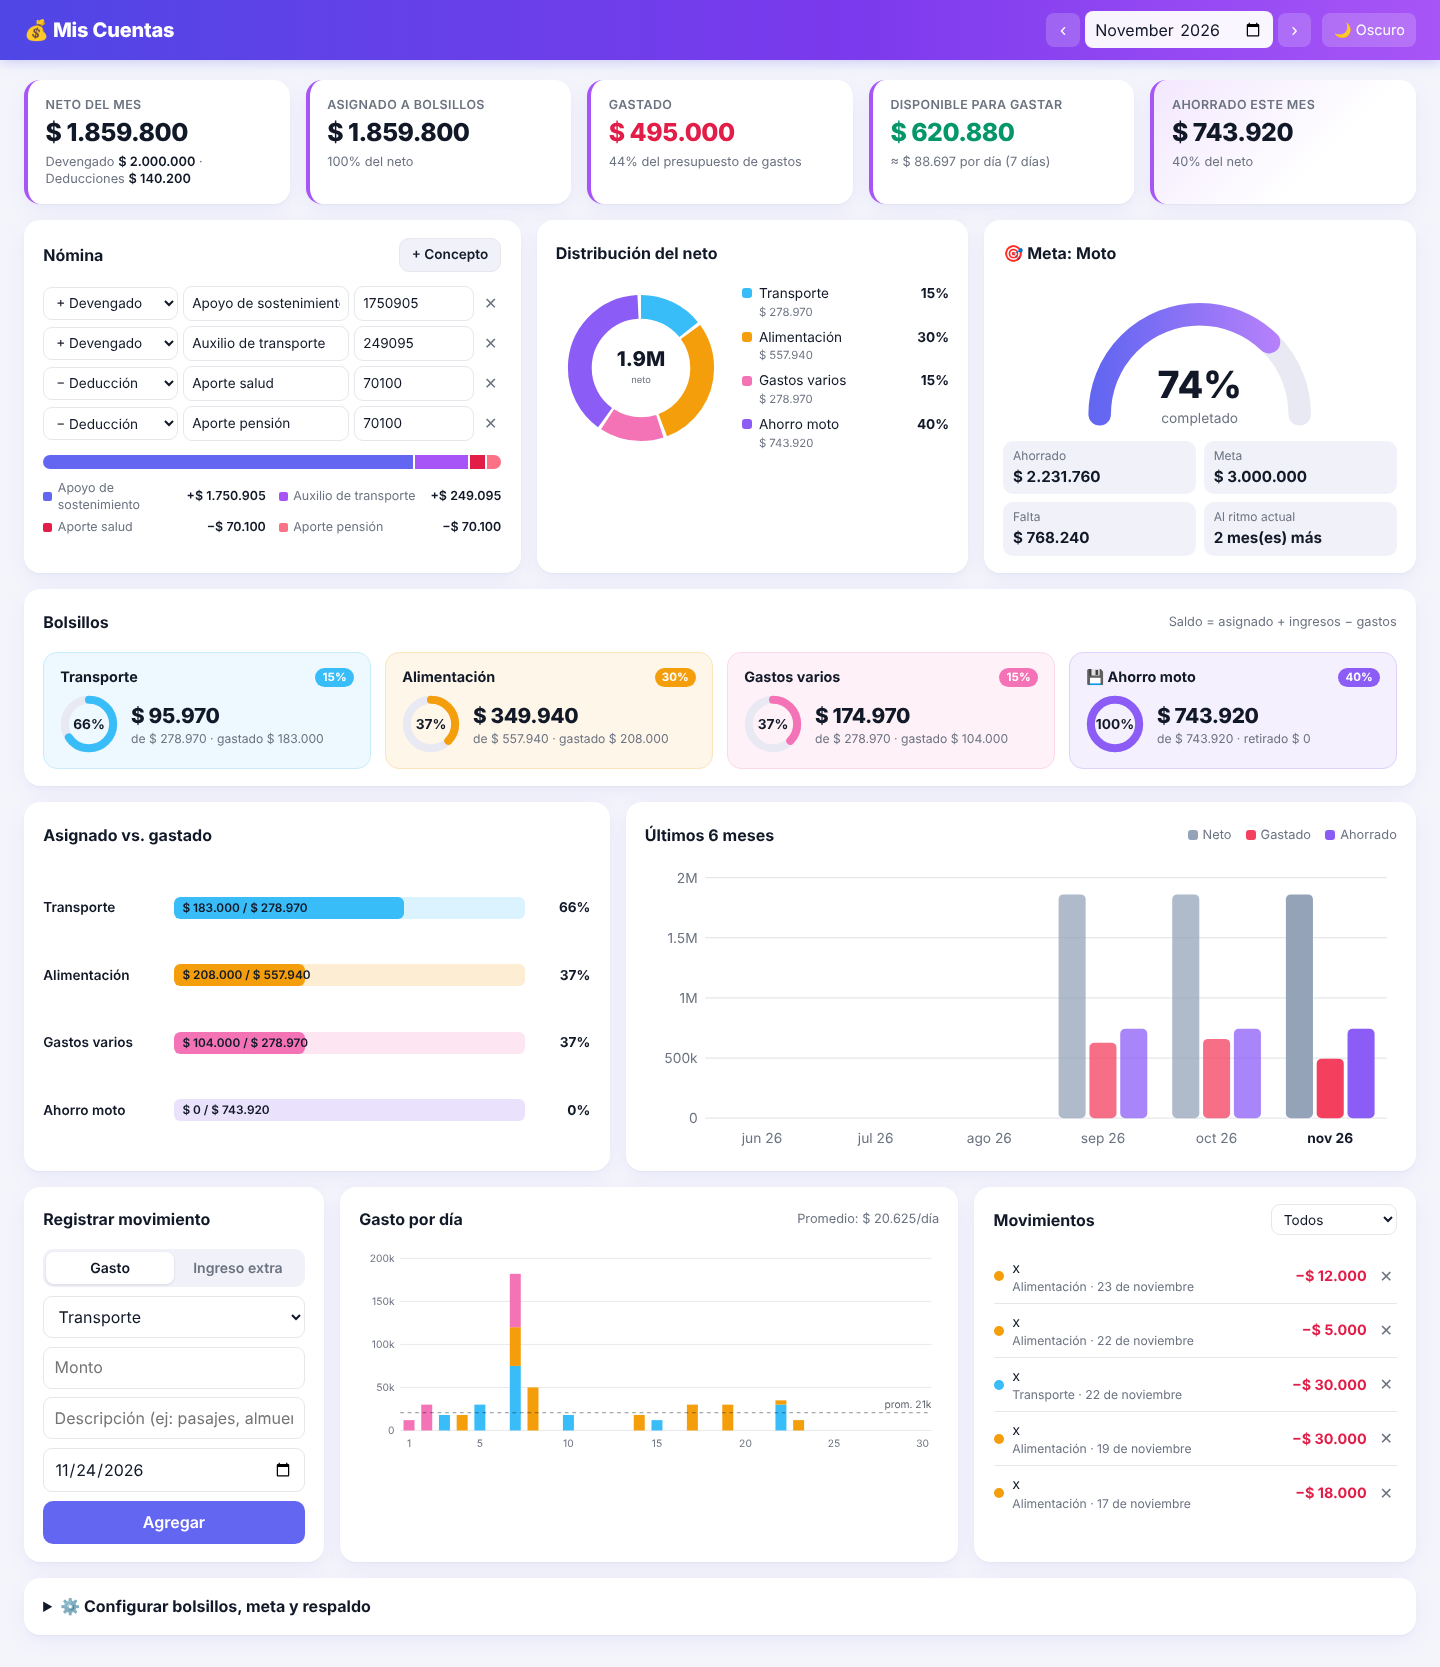 💰 Mis Cuentas
‹ November 2026 › 🌙 Oscuro
NETO DEL MES
$ 1.859.800
Devengado $ 2.000.000 ·
Deducciones $ 140.200
ASIGNADO A BOLSILLOS
$ 1.859.800
100% del neto
GASTADO
$ 495.000
44% del presupuesto de gastos
DISPONIBLE PARA GASTAR
$ 620.880
≈ $ 88.697 por día (7 días)
AHORRADO ESTE MES
$ 743.920
40% del neto
Nómina
+ Concepto
+ Devengado Apoyo de sostenimient 1750905 ✕
+ Devengado Auxilio de transporte 249095 ✕
− Deducción Aporte salud 70100 ✕
− Deducción Aporte pensión 70100 ✕
Apoyo de
sostenimiento
+$ 1.750.905
Auxilio de transporte +$ 249.095
Aporte salud −$ 70.100
Aporte pensión −$ 70.100
Distribución del neto
1.9M
neto
Transporte 15%
$ 278.970
Alimentación 30%
$ 557.940
Gastos varios 15%
$ 278.970
Ahorro moto 40%
$ 743.920
🎯 Meta: Moto
74%
completado
Ahorrado
$ 2.231.760
Meta
$ 3.000.000
Falta
$ 768.240
Al ritmo actual
2 mes(es) más
Bolsillos
Saldo = asignado + ingresos − gastos
Transporte 15%
66%
$ 95.970
de $ 278.970 · gastado $ 183.000
Alimentación 30%
37%
$ 349.940
de $ 557.940 · gastado $ 208.000
Gastos varios 15%
37%
$ 174.970
de $ 278.970 · gastado $ 104.000
💾 Ahorro moto 40%
100%
$ 743.920
de $ 743.920 · retirado $ 0
Asignado vs. gastado
Transporte $ 183.000 / $ 278.970 66%
Alimentación $ 208.000 / $ 557.940 37%
Gastos varios $ 104.000 / $ 278.970 37%
Ahorro moto $ 0 / $ 743.920 0%
Últimos 6 meses
Neto Gastado Ahorrado
2M
1.5M
1M
500k
0
jun 26 jul 26 ago 26 sep 26 oct 26 nov 26
Registrar movimiento
Gasto Ingreso extra
Transporte
Monto
Descripción (ej: pasajes, almuer
11/24/2026
Agregar
Gasto por día
Promedio: $ 20.625/día
200k
150k
100k
50k
0
prom. 21k
1 5 10 15 20 25 30
Movimientos
Todos
x
Alimentación · 23 de noviembre
−$ 12.000 ✕
x
Alimentación · 22 de noviembre
−$ 5.000 ✕
x
Transporte · 22 de noviembre
−$ 30.000 ✕
x
Alimentación · 19 de noviembre
−$ 30.000 ✕
x
Alimentación · 17 de noviembre
−$ 18.000 ✕
▶ ⚙️ Configurar bolsillos, meta y respaldo